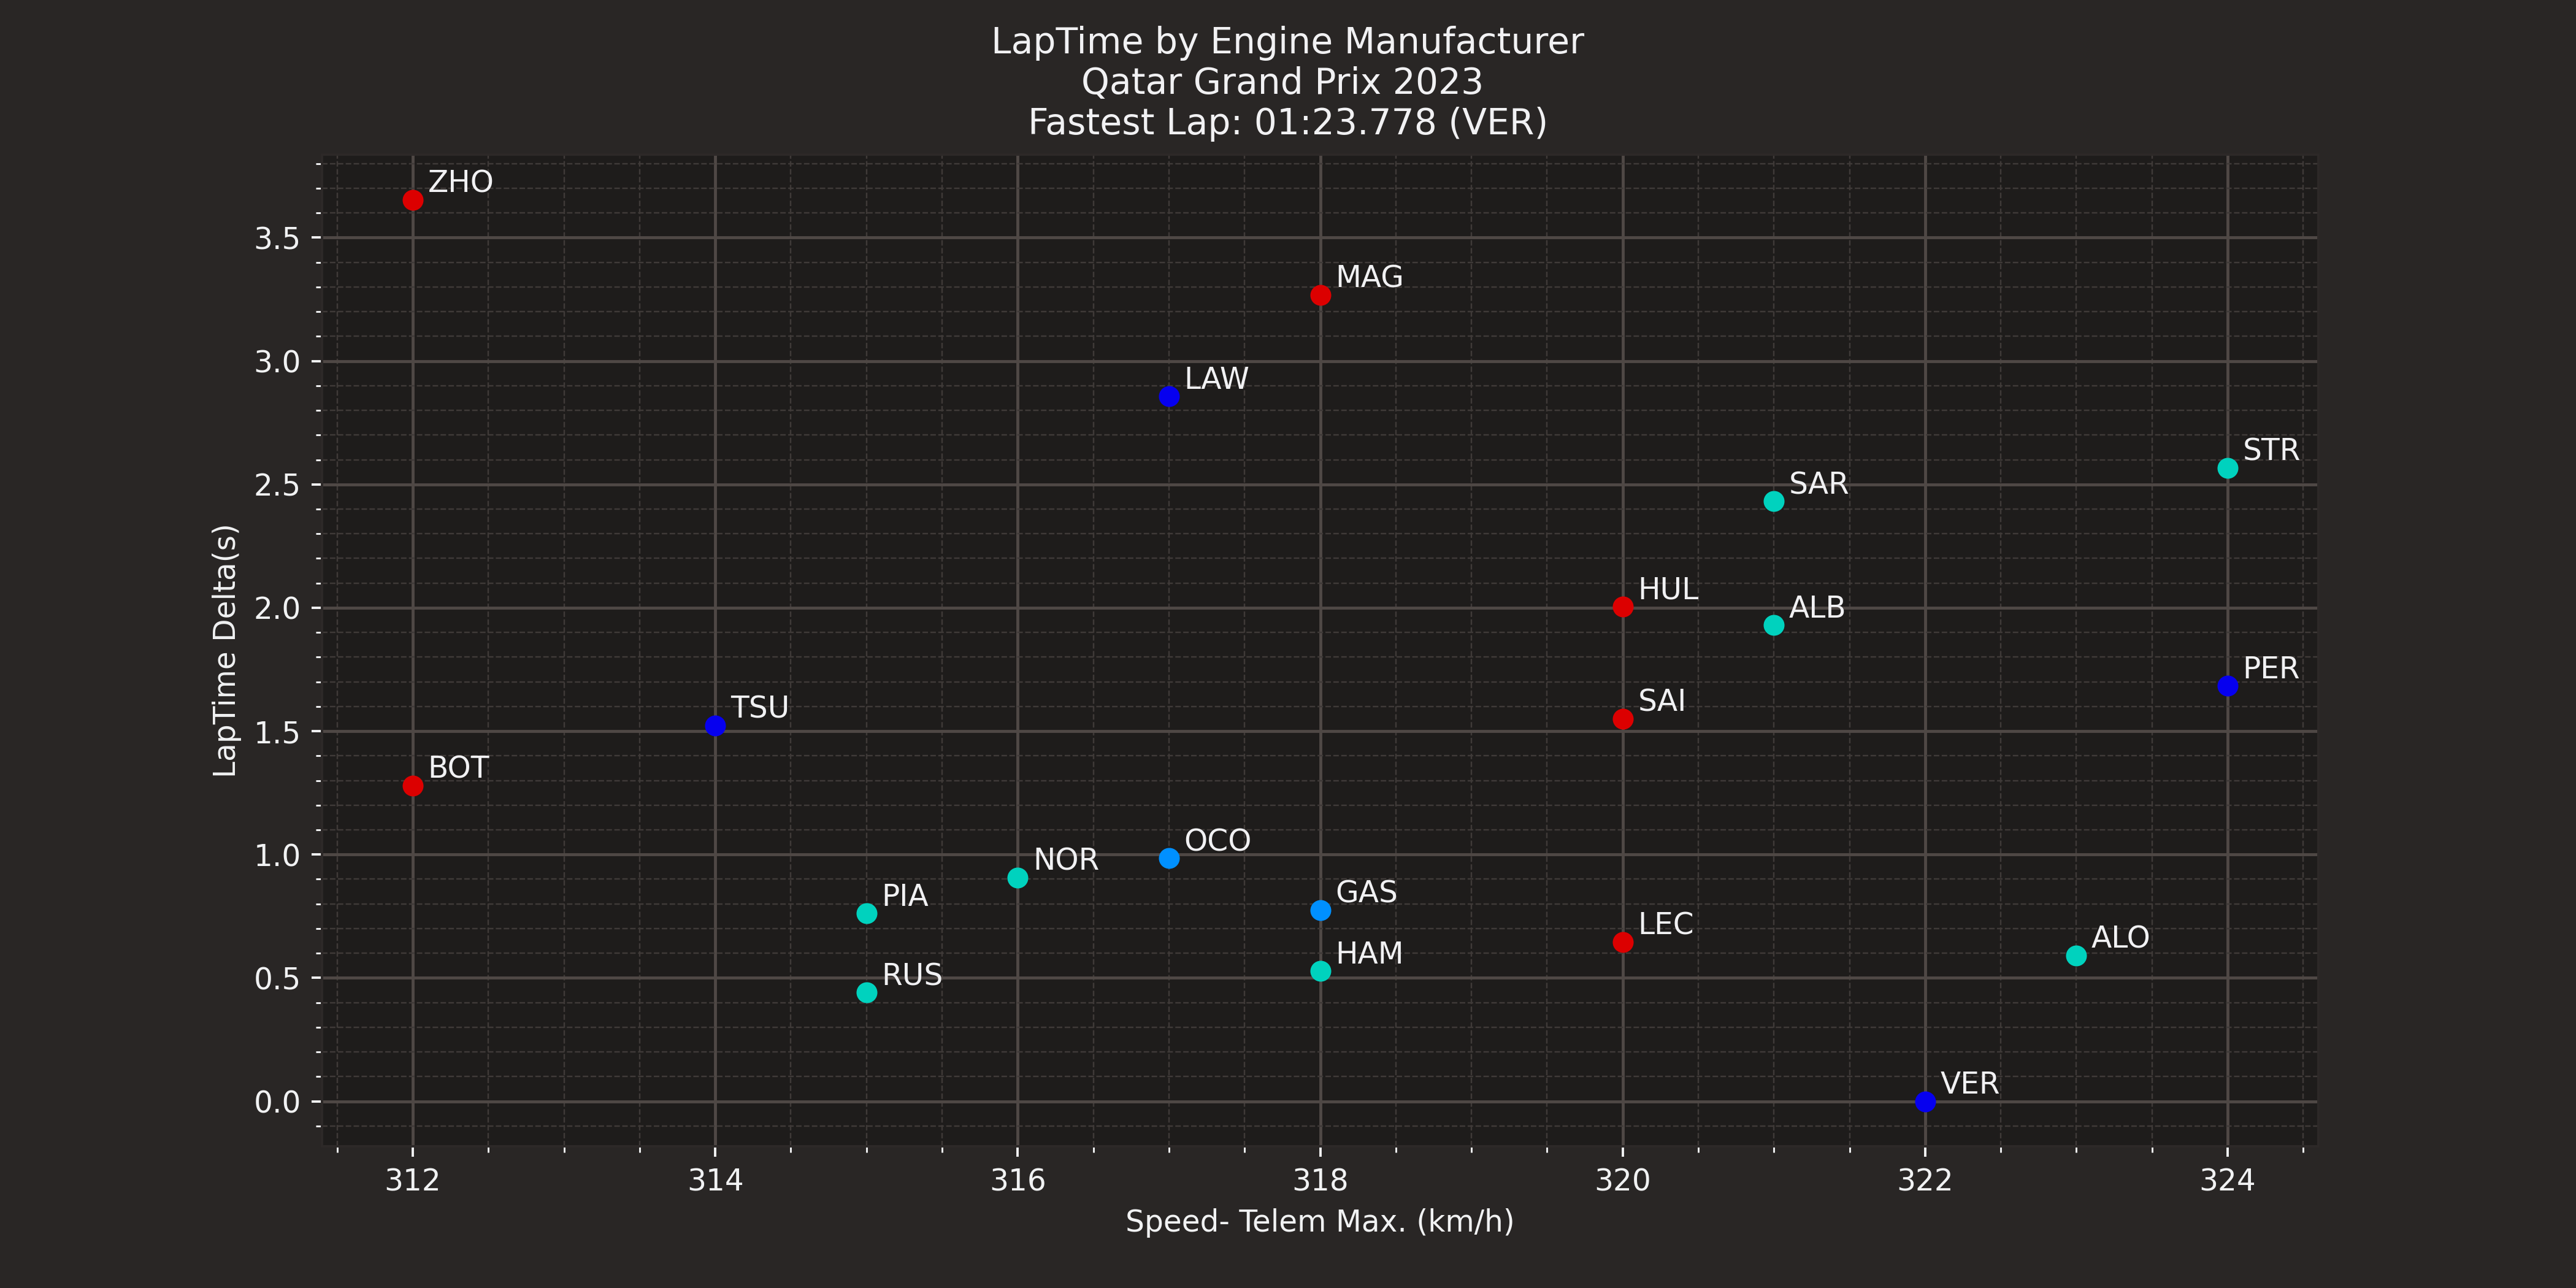 LapTime by Engine Manufacturer
Qatar Grand Prix 2023
Fastest Lap: 01:23.778 (VER)
ZHO
3.5
MAG
3.0
LAW
STR
2.5
SAR
HUL
2.0
ALB
PER
SAI
TSU
1.5
BOT
OCO
1.0
NOR
PIA
GAS
LEC
ALO
HAM
0.5
RUS
VER
0.0
LapTime Delta(s)
312 314 316 318 320 322 324
Speed- Telem Max. (km/h)